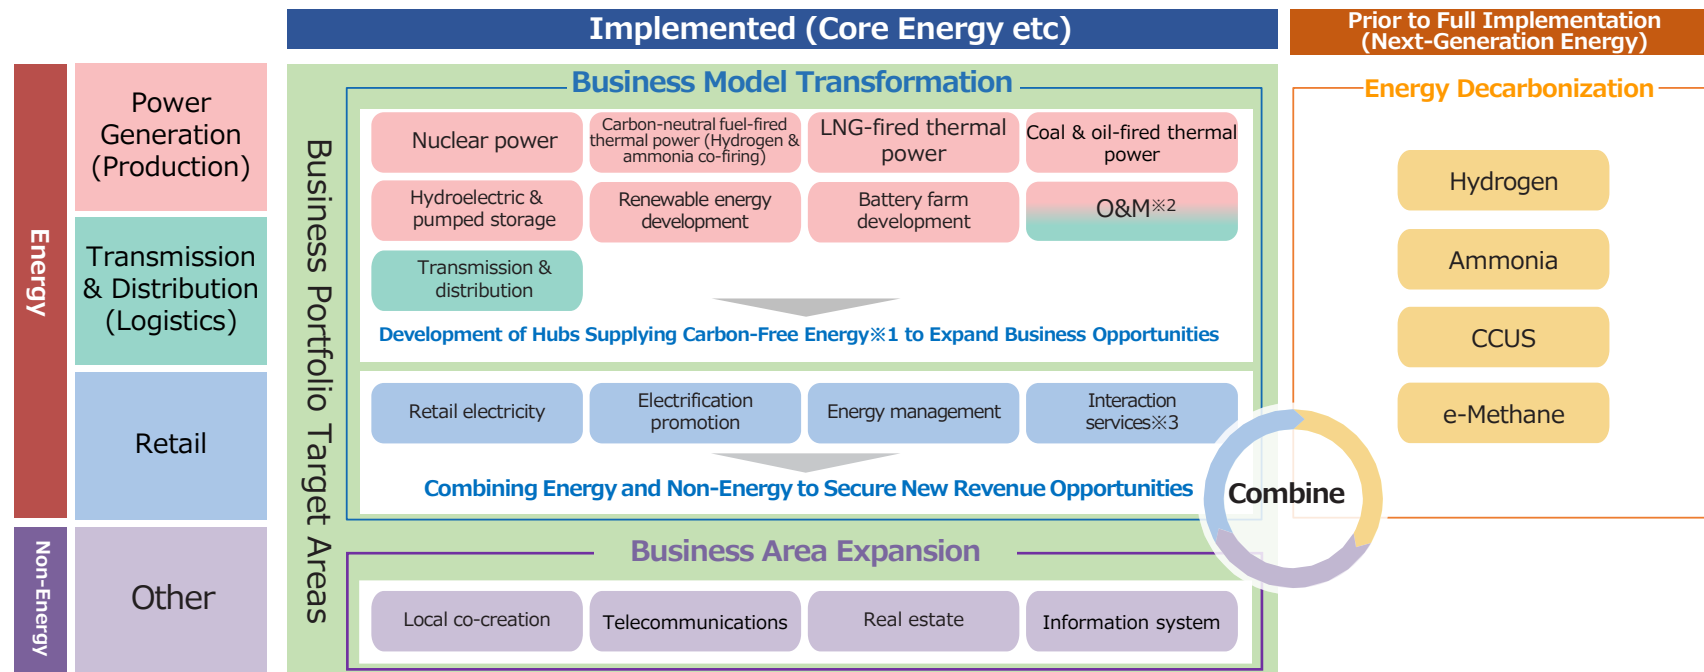 Implemented (Core Energy etc)
Prior to Full Implementation
(Next-Generation Energy)
Energy
Power
Generation
(Production)
Transmission
& Distribution
(Logistics)
Retail
Non-Energy
Other
Business Portfolio Target Areas
Business Model Transformation
Nuclear power
Carbon-neutral fuel-fired
thermal power (Hydrogen &
ammonia co-firing)
LNG-fired thermal
power
Coal & oil-fired thermal
power
Hydroelectric &
pumped storage
Renewable energy
development
Battery farm
development
O&M※2
Transmission &
distribution
Development of Hubs Supplying Carbon-Free Energy※1 to Expand Business Opportunities
Retail electricity
Electrification
promotion
Energy management
Interaction
services※3
Combining Energy and Non-Energy to Secure New Revenue Opportunities
Business Area Expansion
Local co-creation
Telecommunications
Real estate
Information system
Combine
Energy Decarbonization
Hydrogen
Ammonia
CCUS
e-Methane